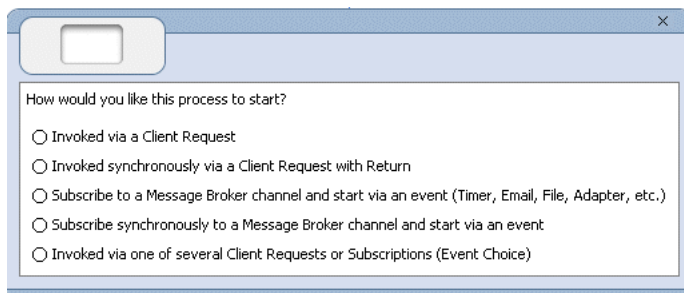 How would you like this process to start?
Invoked via a Client Request
Invoked synchronously via a Client Request with Return
Subscribe to a Message Broker channel and start via an event (Timer, Email, File, Adapter, etc.)
Subscribe synchronously to a Message Broker channel and start via an event
Invoked via one of several Client Requests or Subscriptions (Event Choice)